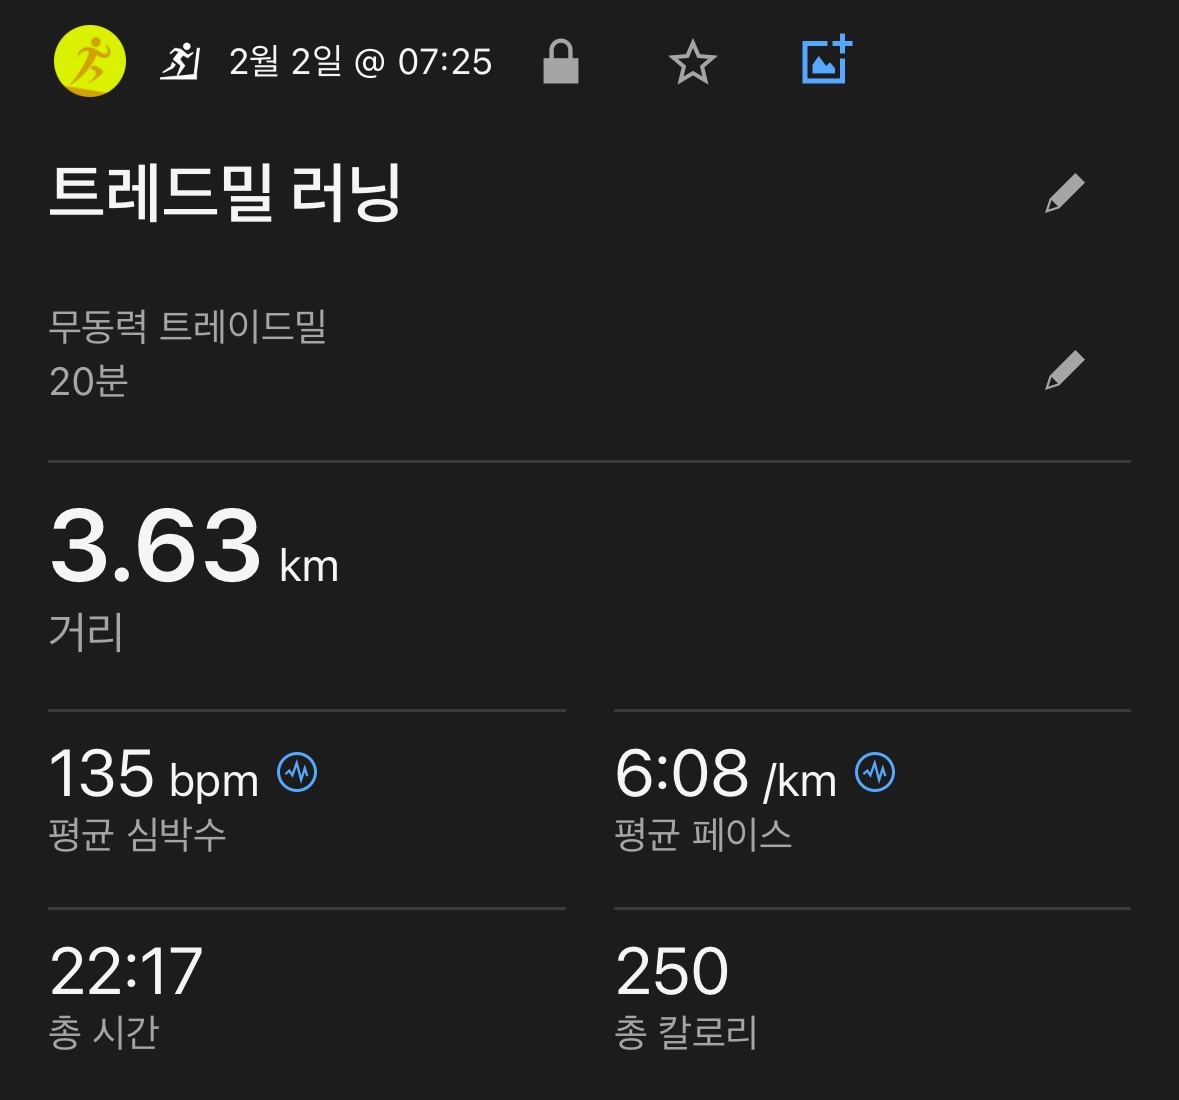 2월 2일 @ 07:25
트레드밀 러닝
무동력 트레이드밀
20분
3.63 km
거리
135 bpm
평균 심박수
6:08 /km
평균 페이스
22:17
총 시간
250
총 칼로리